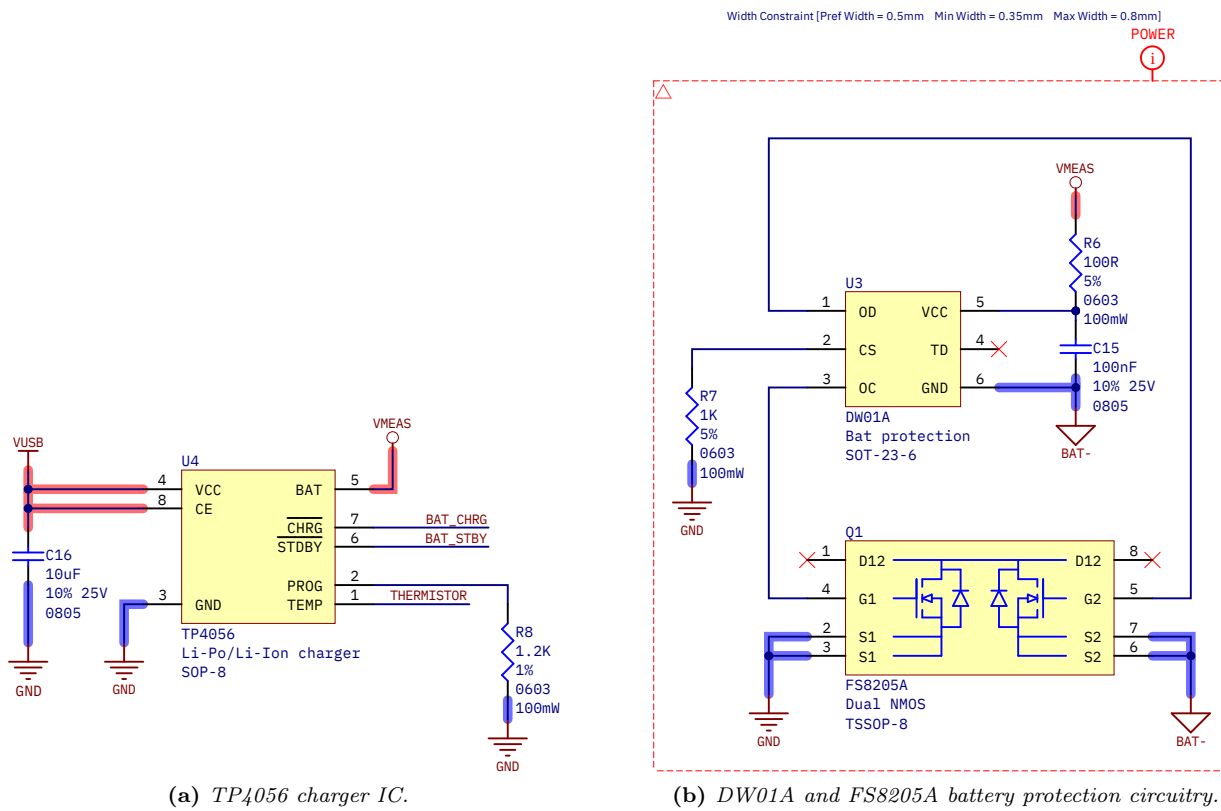 Width Constraint [Pref Width = 0.5mm Min Width = 0.35mm Max Width = 0.8mm]
POWER
i
VUSB
U4
4 VCC
8 CE
3 GND
BAT 5
CHRG 7
STDBY 6
PROG 2
TEMP 1
VMEAS
BAT_CHRG
BAT_STBY
THERMISTOR
C16
10uF
10% 25V
0805
GND
GND
TP4056
Li-Po/Li-Ion charger
SOP-8
R8
1.2K
1%
0603
100mW
GND
(a) TP4056 charger IC.
VMEAS
R6
100R
5%
0603
100mW
U3
1 OD
2 CS
3 OC
VCC 5
TD 4
GND 6
DW01A
Bat protection
SOT-23-6
C15
100nF
10% 25V
0805
BAT-
R7
1K
5%
0603
100mW
GND
Q1
1 D12
4 G1
2 S1
3 S1
D12 8
G2 5
S2 7
S2 6
FS8205A
Dual NMOS
TSSOP-8
GND
BAT-
(b) DW01A and FS8205A battery protection circuitry.